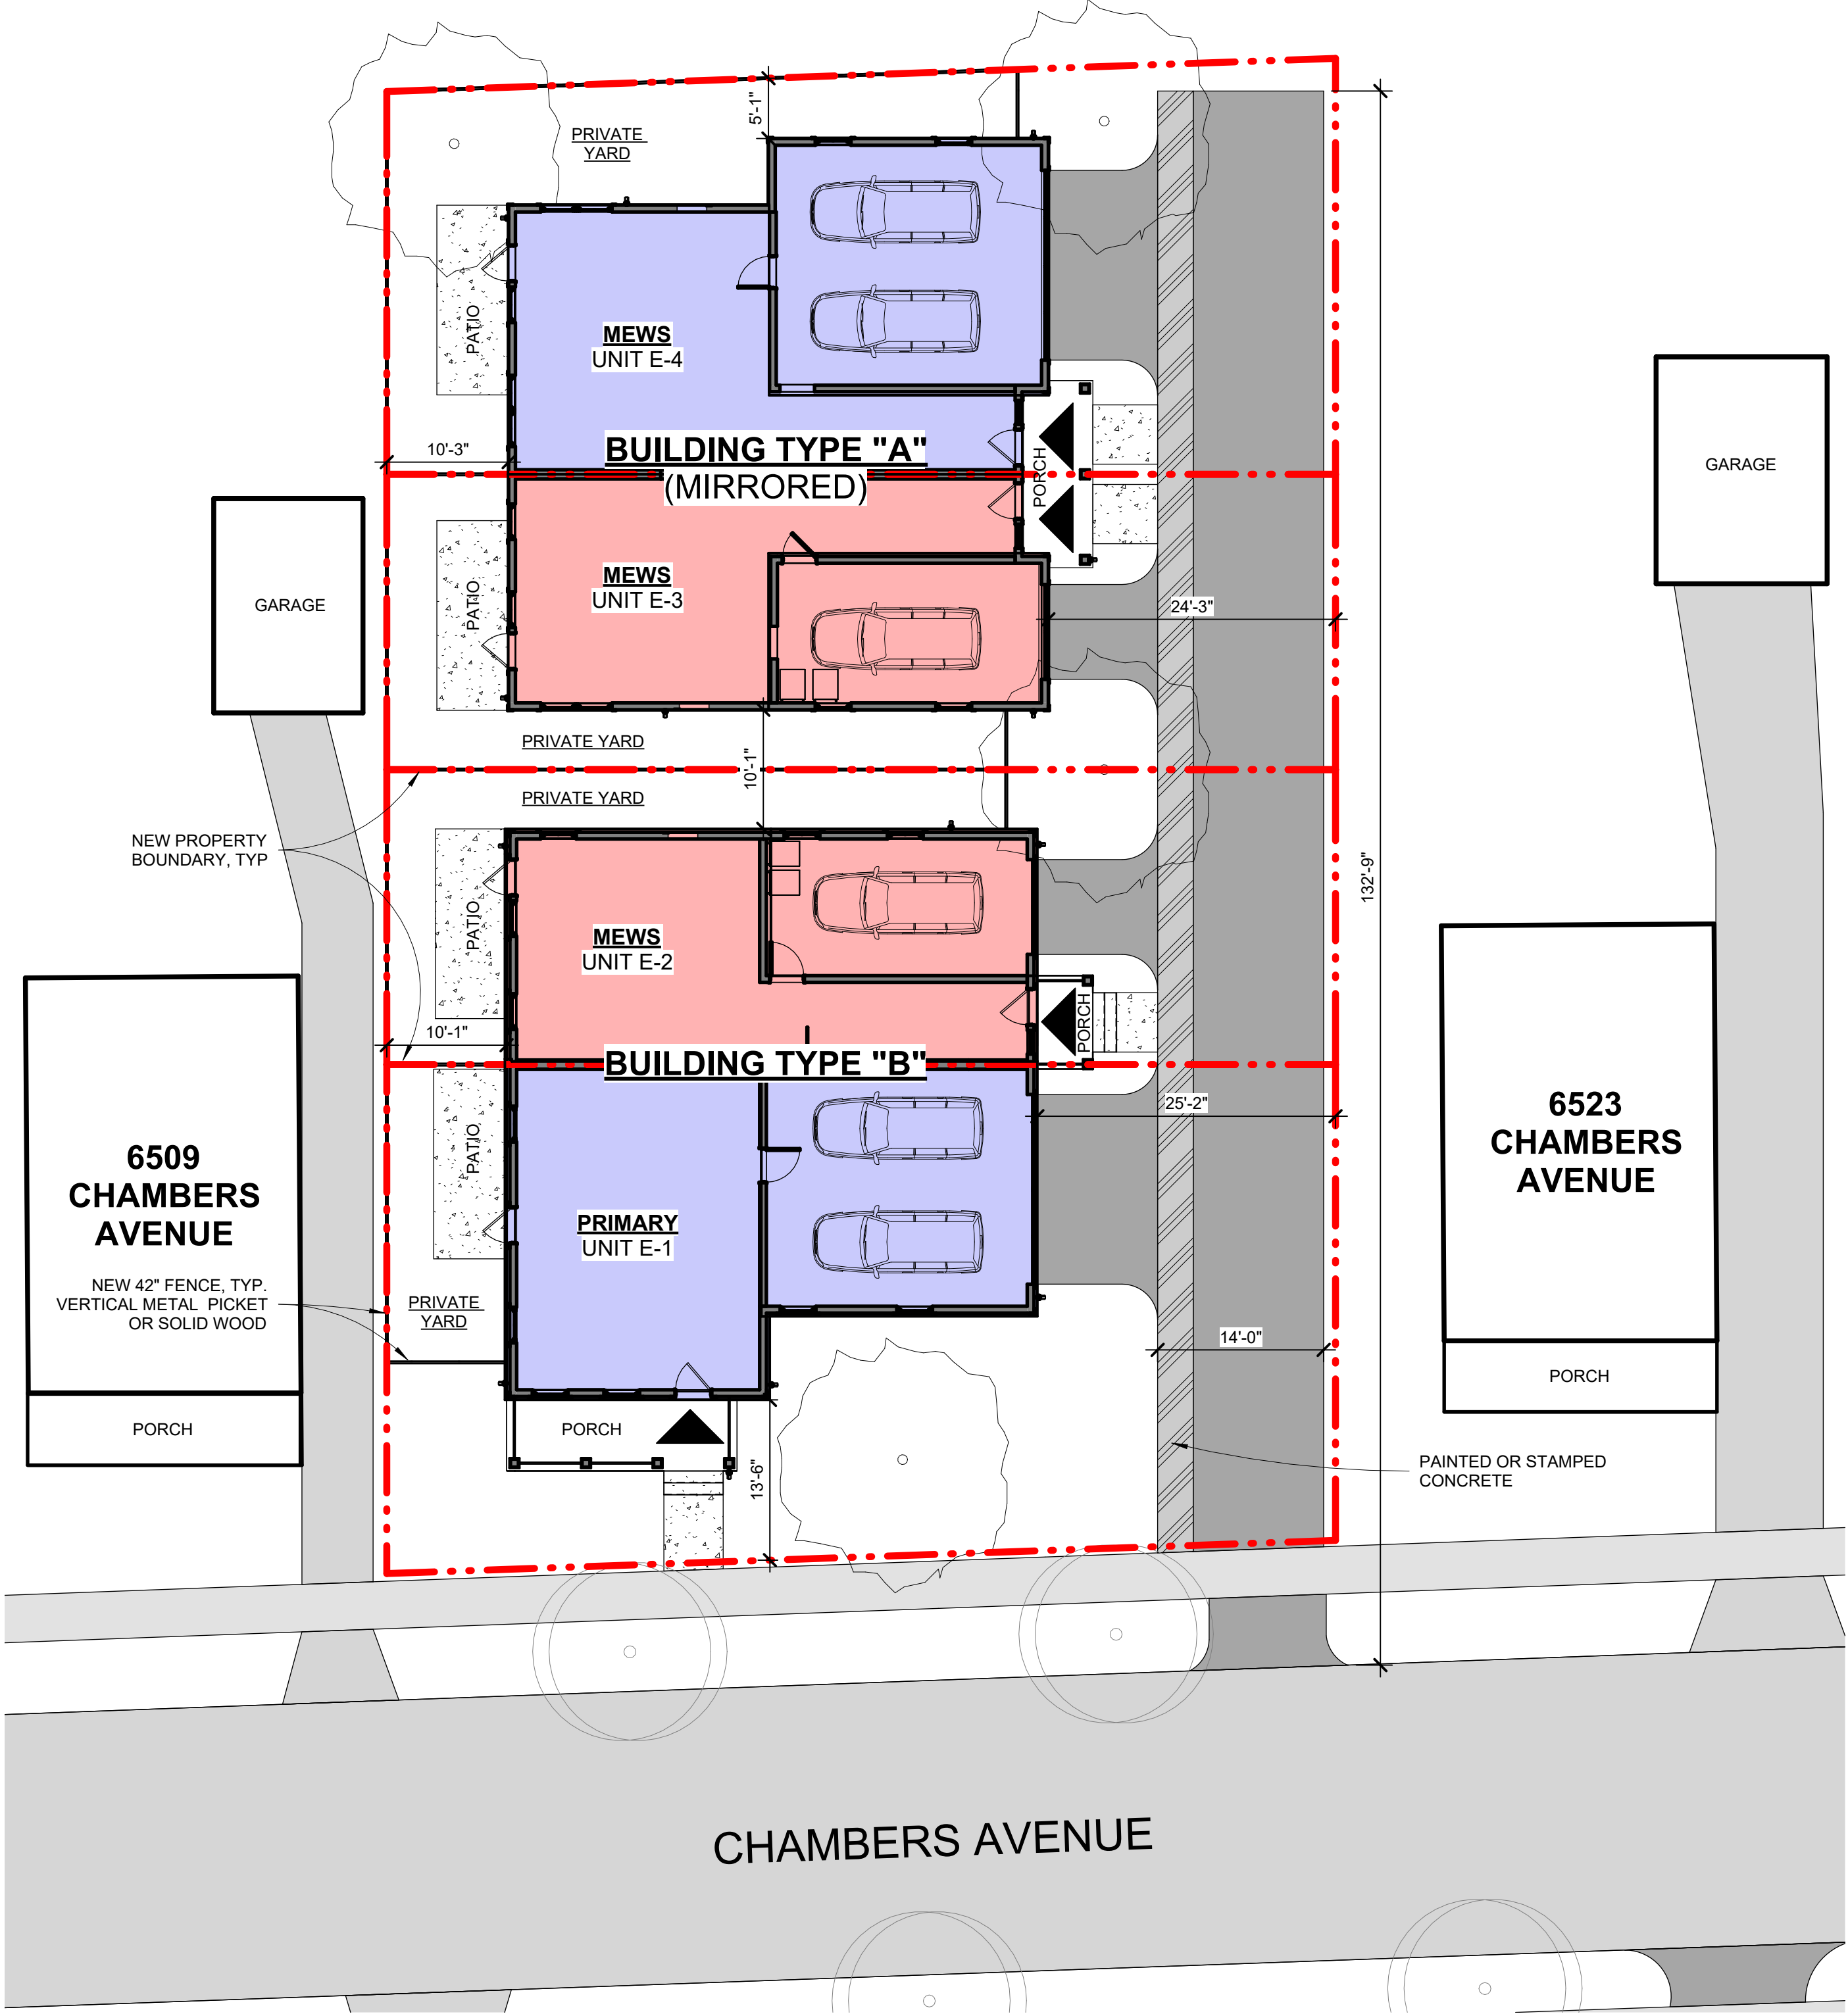 5'-1"
PRIVATE
YARD
PATIO
MEWS
UNIT E-4
10'-3"
BUILDING TYPE "A"
(MIRRORED)
PORCH
GARAGE
GARAGE
MEWS
UNIT E-3
PATIO
24'-3"
PRIVATE YARD
10'-1"
PRIVATE YARD
NEW PROPERTY
BOUNDARY, TYP
132'-9"
PATIO
MEWS
UNIT E-2
PORCH
10'-1"
BUILDING TYPE "B"
25'-2"
PATIO
6509
CHAMBERS
AVENUE
6523
CHAMBERS
AVENUE
PRIMARY
UNIT E-1
NEW 42" FENCE, TYP.
VERTICAL METAL PICKET
OR SOLID WOOD
PRIVATE
YARD
14'-0"
PORCH
PORCH
PORCH
13'-6"
PAINTED OR STAMPED
CONCRETE
CHAMBERS AVENUE